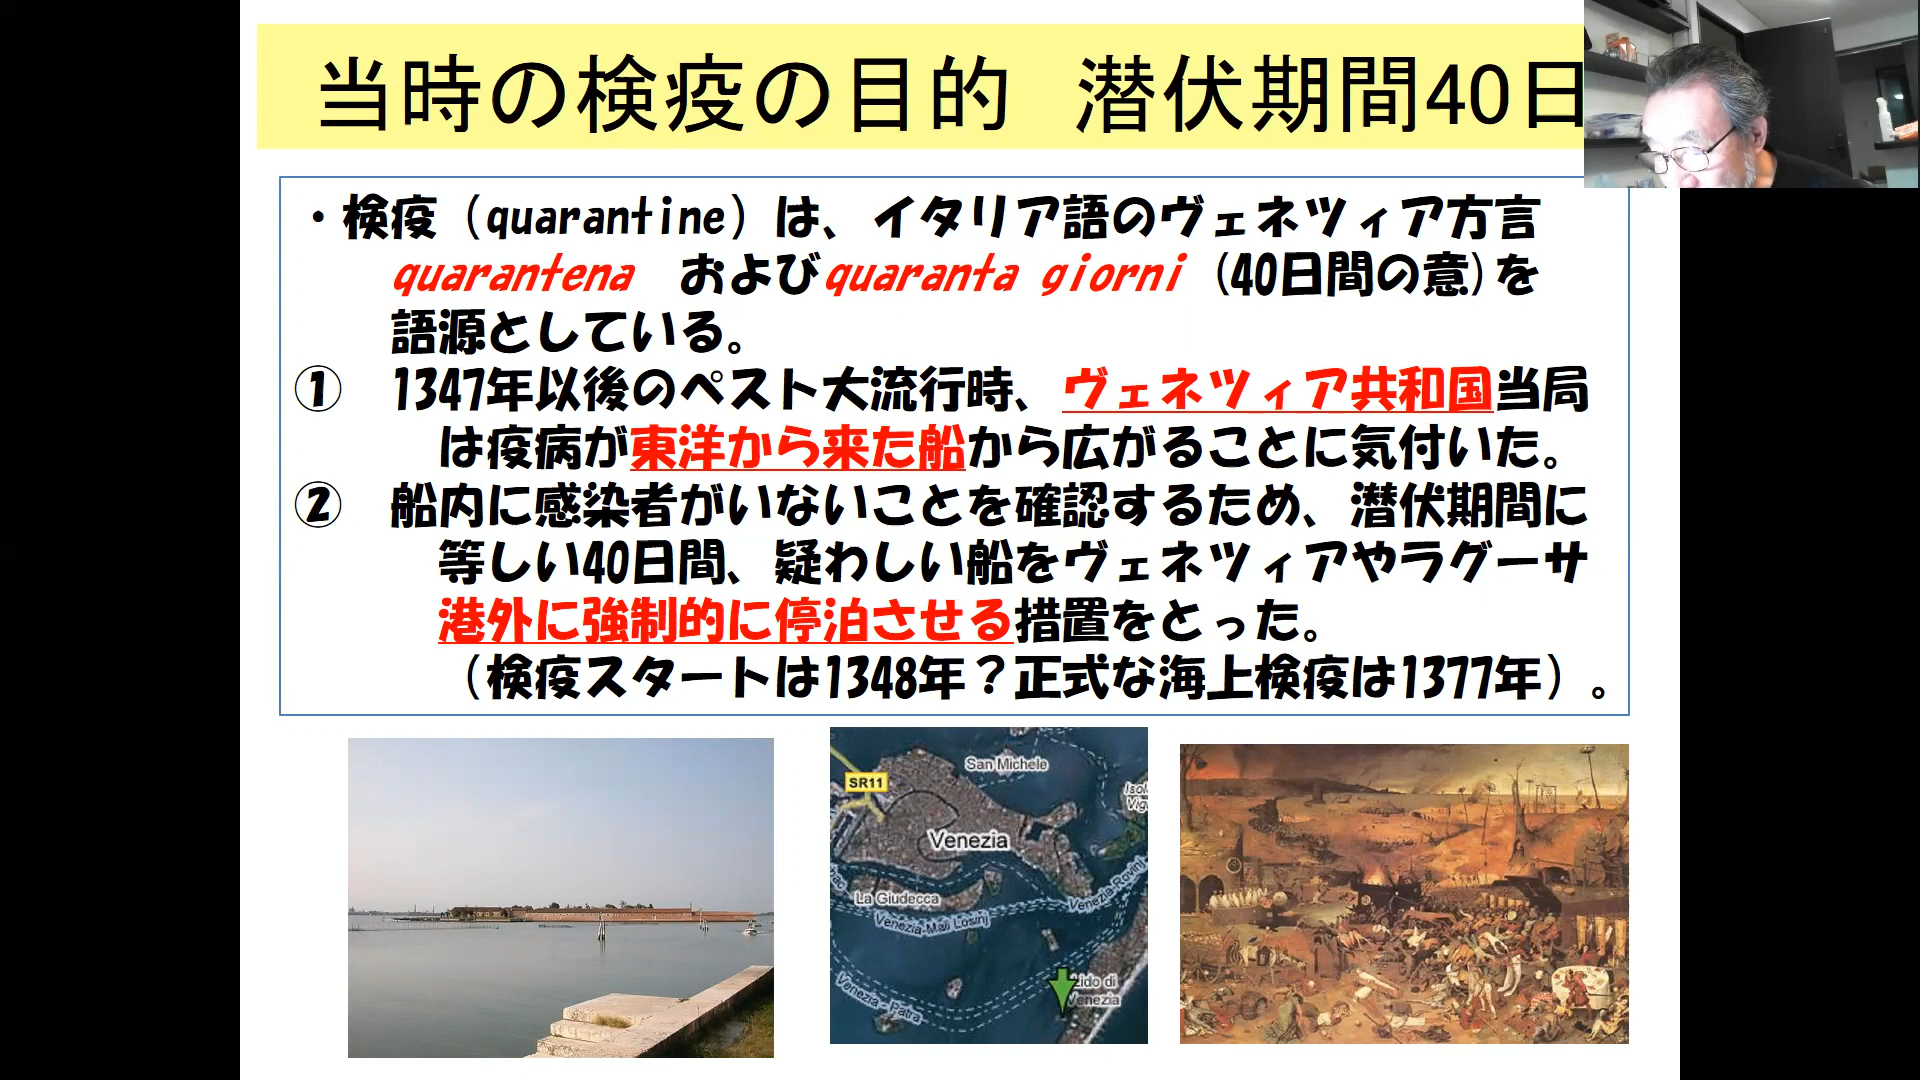 当時の検疫の目的　潜伏期間40日
・検疫（quarantine）は、イタリア語のヴェネツィア方言
quarantena　およびquaranta giorni (40日間の意)を
語源としている。
①　1347年以後のペスト大流行時、ヴェネツィア共和国当局
は疫病が東洋から来た船から広がることに気付いた。
②　船内に感染者がいないことを確認するため、潜伏期間に
等しい40日間、疑わしい船をヴェネツィアやラグーサ
港外に強制的に停泊させる措置をとった。
（検疫スタートは1348年？正式な海上検疫は1377年）。
San Michele
SR11
Venezia
La Giudecca
Venezia-Mali Losinj
Venezia-Rovinj
Venezia - Patra
Lido di
Venezia